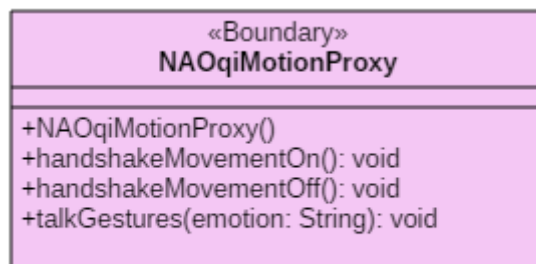 «Boundary»
NAOqiMotionProxy
+NAOqiMotionProxy()
+handshakeMovementOn(): void
+handshakeMovementOff(): void
+talkGestures(emotion: String): void